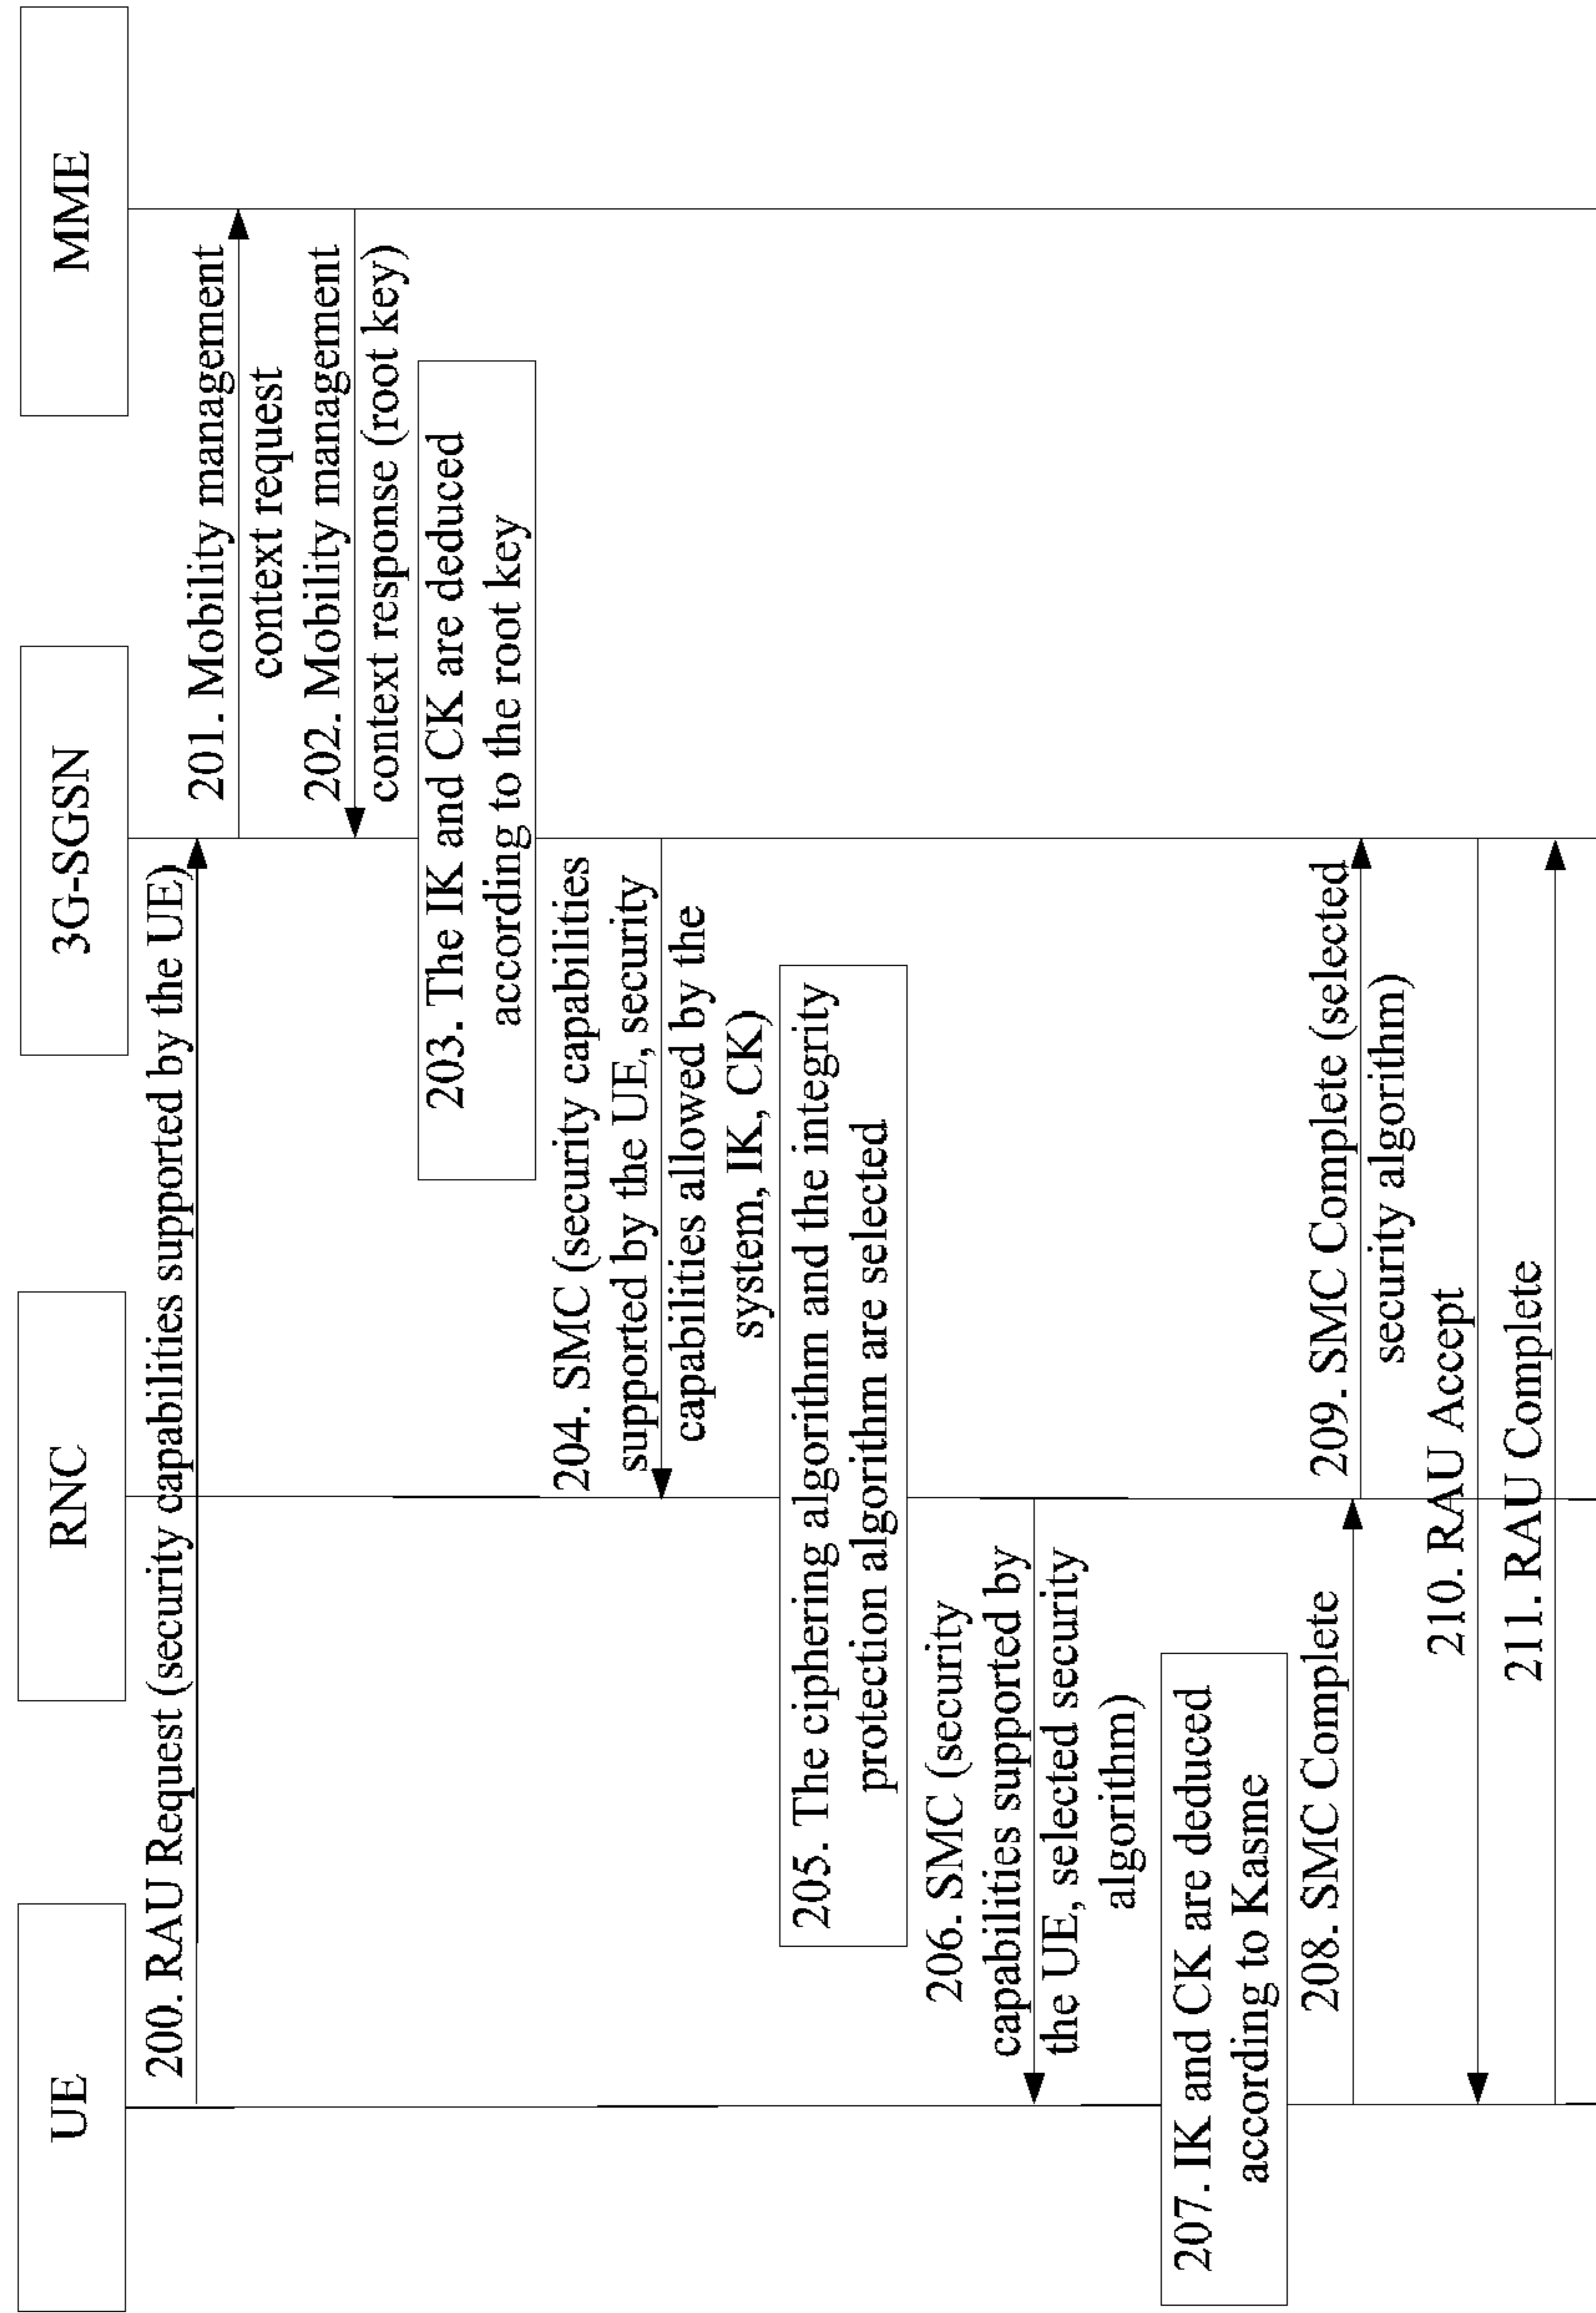 UE
RNC
3G-SGSN
MME
200. RAU Request (security capabilities supported by the UE)
201. Mobility management
context request
202. Mobility management
context response (root key)
203. The IK and CK are deduced
according to the root key
204. SMC (security capabilities
supported by the UE, security
capabilities allowed by the
system, IK, CK)
205. The ciphering algorithm and the integrity
protection algorithm are selected
206. SMC (security
capabilities supported by
the UE, selected security
algorithm)
207. IK and CK are deduced
according to Kasme
208. SMC Complete
209. SMC Complete (selected
security algorithm)
210. RAU Accept
211. RAU Complete